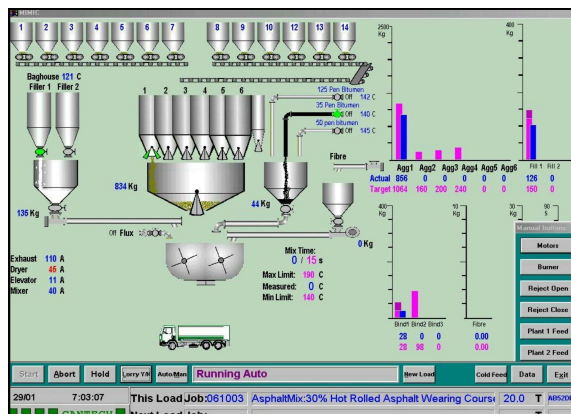 MIMIC
1 2 3 4 5 6 7 8 9 10 11 12 13 14
2500
Kg
400
Kg
Baghouse 121 C
Filler 1 Filler 2
1 2 3 4 5 6
125 Pen Bitumen
Off 142 C
35 Pen Bitumen
Off 140 C
50 pen bitumen
Off 145 C
Fibre
Agg1 Agg2 Agg3 Agg4 Agg5 Agg6 Fill 1 Fill 2
Actual 856 0 0 0 0 0 126 0
Target 1064 160 200 240 0 0 150 0
834 Kg
44 Kg
135 Kg
Off Flux
0 Kg
400
Kg
10
Kg
30
M
90
S
Mix Time:
0 / 15 s
Max Limit: 190 C
Measured: 0 C
Min Limit: 140 C
Exhaust 110 A
Dryer 45 A
Elevator 11 A
Mixer 40 A
Bind1 Bind2 Bind3 Fibre
28 0 0 0.00
28 98 0 0.00
Manual buttons
Motors
Burner
Reject Open
Reject Close
Plant 1 Feed
Plant 2 Feed
Start Abort Hold Lorry Y/N Auto/Man Running Auto New Load Cold Feed Data Exit
29/01 7:03:07 This Load Job: 061003 AsphaltMix:30% Hot Rolled Asphalt Wearing Cours 20.0 T AB52D
CANTECH Next Load Job: